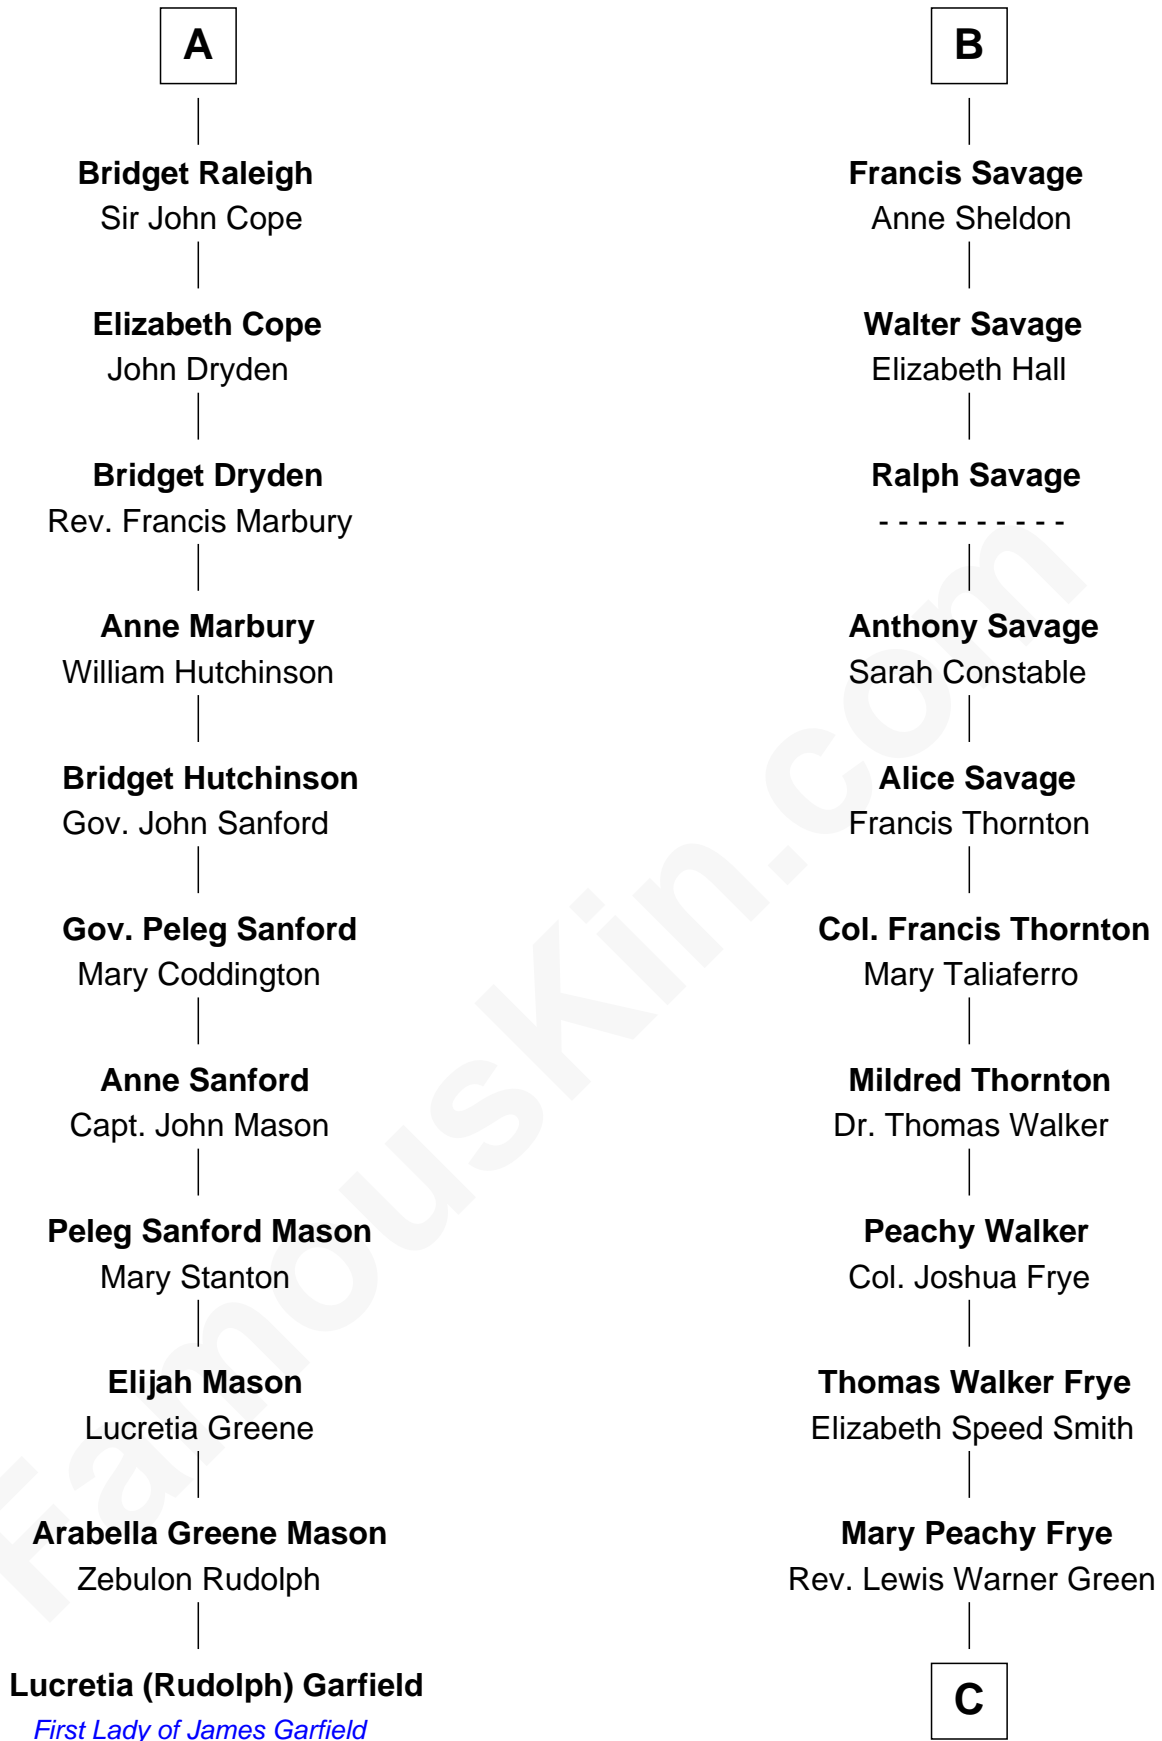 A
Bridget Raleigh
Sir John Cope
Elizabeth Cope
John Dryden
Bridget Dryden
Rev. Francis Marbury
Anne Marbury
William Hutchinson
Bridget Hutchinson
Gov. John Sanford
Gov. Peleg Sanford
Mary Coddington
Anne Sanford
Capt. John Mason
Peleg Sanford Mason
Mary Stanton
Elijah Mason
Lucretia Greene
Arabella Greene Mason
Zebulon Rudolph
Lucretia (Rudolph) Garfield
First Lady of James Garfield
B
Francis Savage
Anne Sheldon
Walter Savage
Elizabeth Hall
Ralph Savage
- - - - - - - - - -
Anthony Savage
Sarah Constable
Alice Savage
Francis Thornton
Col. Francis Thornton
Mary Taliaferro
Mildred Thornton
Dr. Thomas Walker
Peachy Walker
Col. Joshua Frye
Thomas Walker Frye
Elizabeth Speed Smith
Mary Peachy Frye
Rev. Lewis Warner Green
C
FamousKin.com